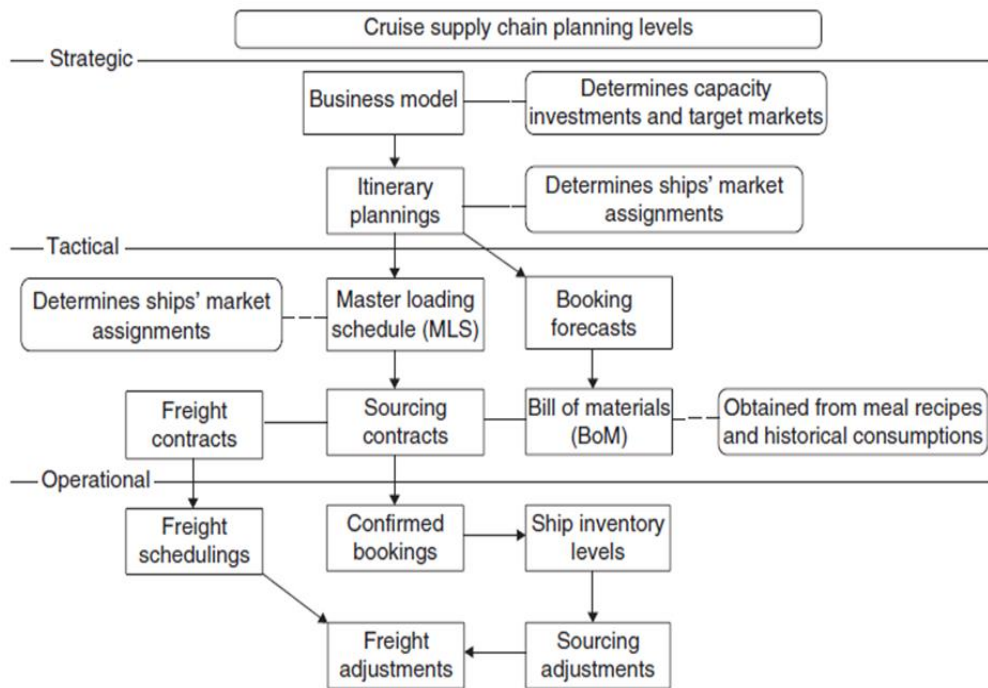 Cruise supply chain planning levels
Strategic
Business model
Determines capacity
investments and target markets
Itinerary
plannings
Determines ships' market
assignments
Tactical
Determines ships' market
assignments
Master loading
schedule (MLS)
Booking
forecasts
Freight
contracts
Sourcing
contracts
Bill of materials
(BoM)
Obtained from meal recipes
and historical consumptions
Operational
Freight
schedulings
Confirmed
bookings
Ship inventory
levels
Freight
adjustments
Sourcing
adjustments